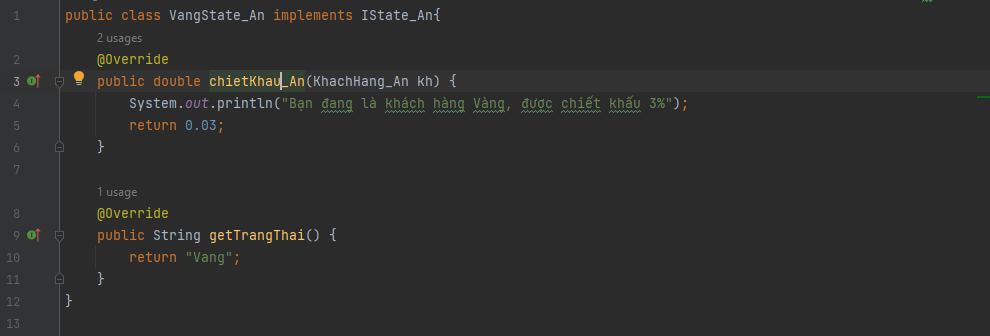 1 public class VangState_An implements IState_An{
2 usages
2 @Override
3 public double chietKhau_An(KhachHang_An kh) {
4 System.out.println("Bạn đang là khách hàng Vàng, được chiết khấu 3%");
5 return 0.03;
6 }
7
1 usage
8 @Override
9 public String getTrangThai() {
10 return "Vang";
11 }
12 }
13